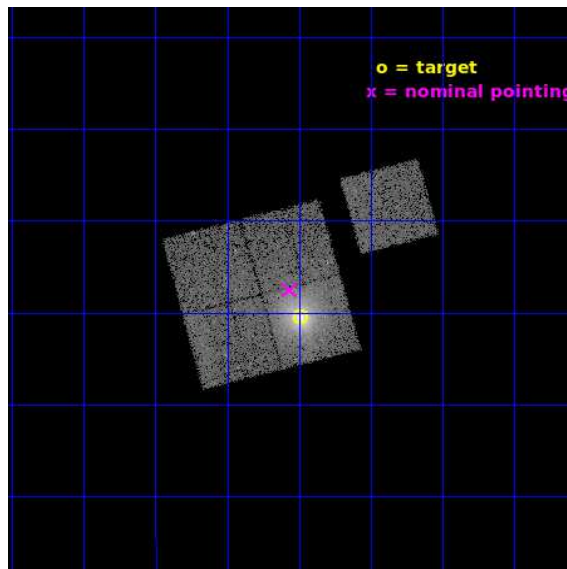 o = target
x = nominal pointing